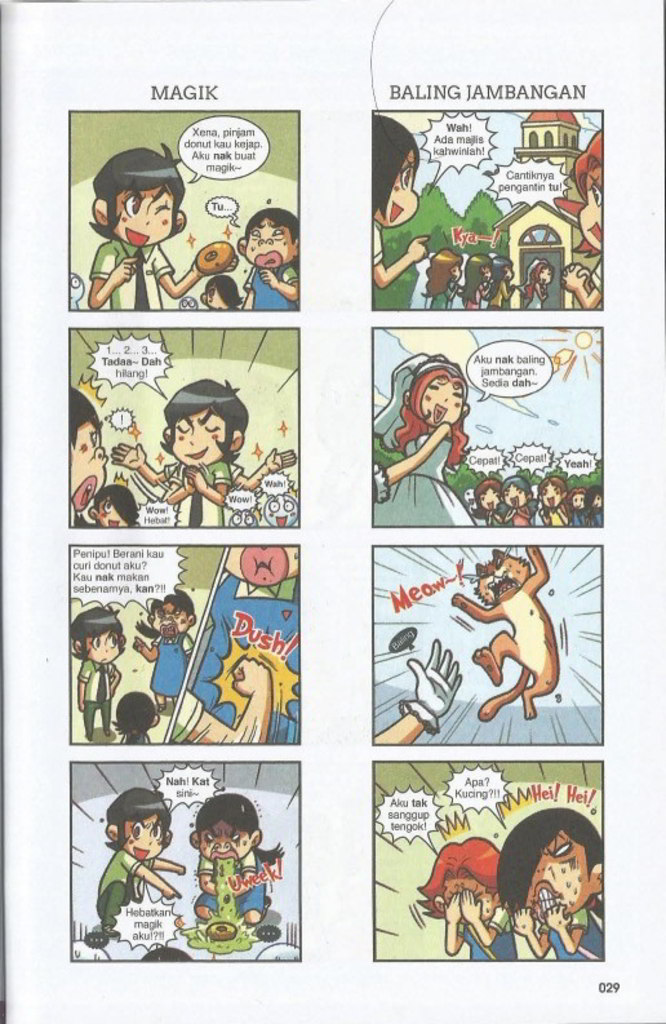 MAGIK
Xena, pinjam
donut kau kejap.
Aku nak buat
magik~
Tu...
1... 2... 3...
Tadaa~ Dah
hilang!
!
Wow!
Hebat!
Wow!
Wah!
Penipu! Berani kau
curi donut aku?
Kau nak makan
sebenarnya, kan?!!
Dush!
Nah! Kat
sini~
Uweek!
Hebatkan
magik
aku!?!!
BALING JAMBANGAN
Wah!
Ada majlis
kahwinlah!
Cantiknya
pengantin tu!
Kya~!
Aku nak baling
jambangan.
Sedia dah~
Cepat!
Cepat!
Yeah!
Meow~!
Baling
Aku tak
sanggup
tengok!
Apa?
Kucing?!!
Hei! Hei!
029